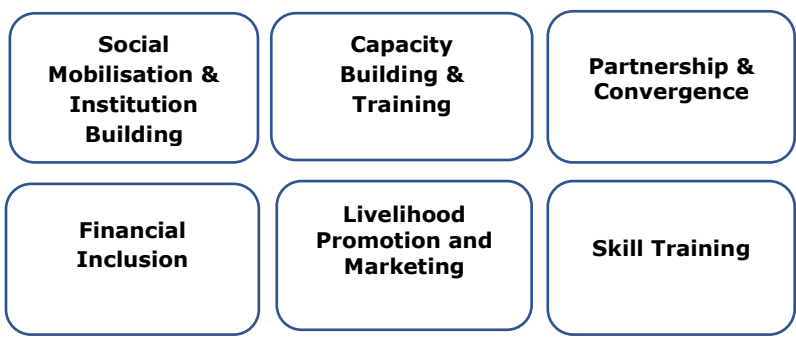 Social
Mobilisation &
Institution
Building
Capacity
Building &
Training
Partnership &
Convergence
Financial
Inclusion
Livelihood
Promotion and
Marketing
Skill Training